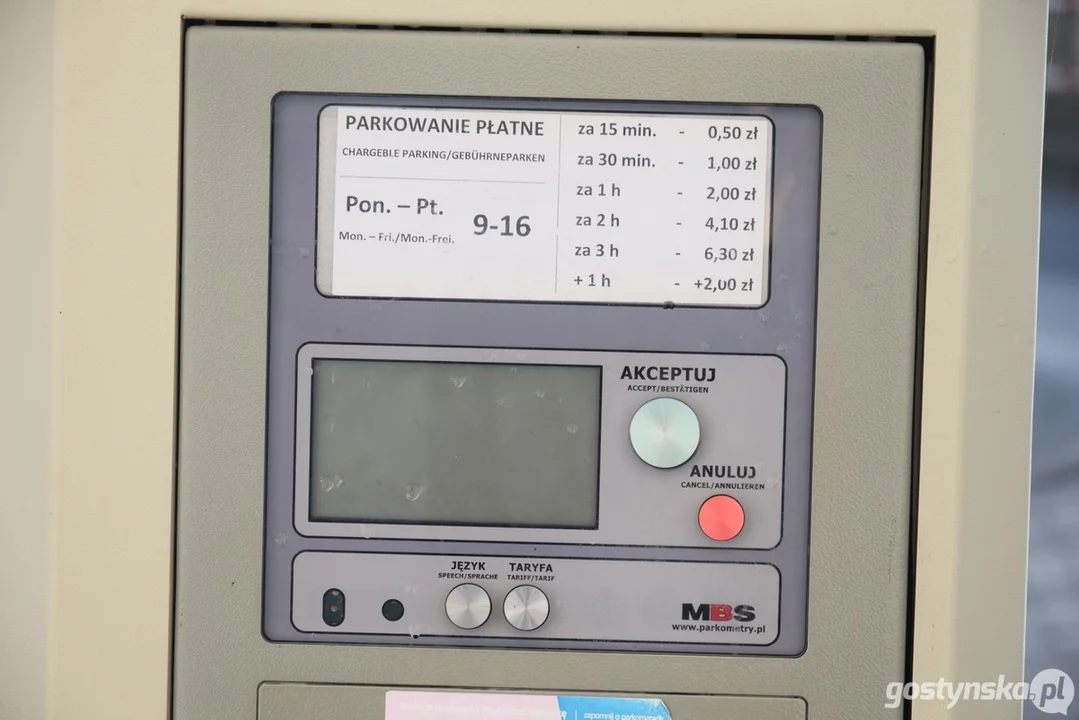 PARKOWANIE PŁATNE
CHARGEBLE PARKING/GEBÜHRNEPARKEN
Pon. – Pt.
9-16
Mon. – Fri./Mon.-Frei.
za 15 min. - 0,50 zł
za 30 min. - 1,00 zł
za 1 h - 2,00 zł
za 2 h - 4,10 zł
za 3 h - 6,30 zł
+ 1 h - +2,00 zł
AKCEPTUJ
ACCEPT/BESTÄTIGEN
ANULUJ
CANCEL/ANNULIEREN
JĘZYK
SPEECH/SPRACHE
TARYFA
TARIFF/TARIF
MBS
www.parkometry.pl
zapomnij o parkomatach
gostynska.pl